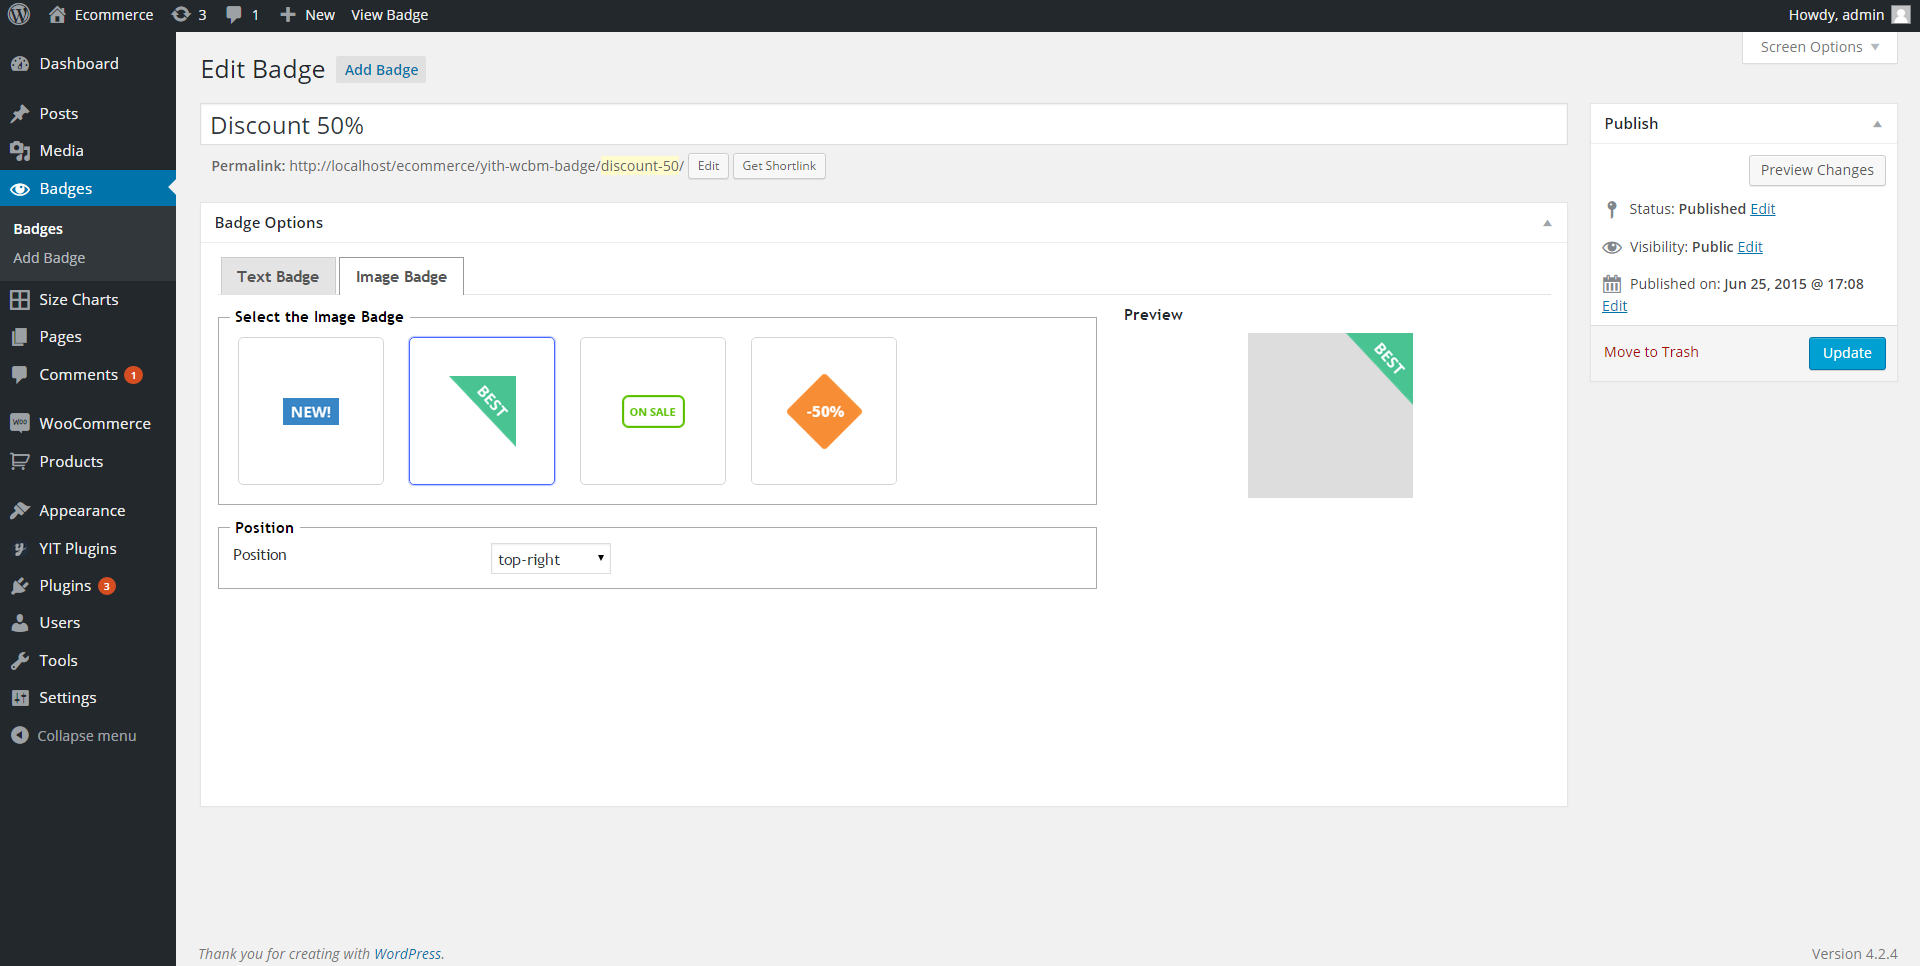 Ecommerce 3 1 New View Badge Howdy, admin
Screen Options
Dashboard
Posts
Media
Badges
Badges
Add Badge
Size Charts
Pages
Comments 1
WooCommerce
Products
Appearance
YIT Plugins
Plugins 3
Users
Tools
Settings
Collapse menu
Edit Badge Add Badge
Discount 50%
Permalink: http://localhost/ecommerce/yith-wcbm-badge/discount-50/ Edit Get Shortlink
Badge Options
Text Badge Image Badge
Select the Image Badge
NEW! BEST ON SALE -50%
Position
Position top-right
Preview
BEST
Publish
Preview Changes
Status: Published Edit
Visibility: Public Edit
Published on: Jun 25, 2015 @ 17:08
Edit
Move to Trash Update
Thank you for creating with WordPress.
Version 4.2.4